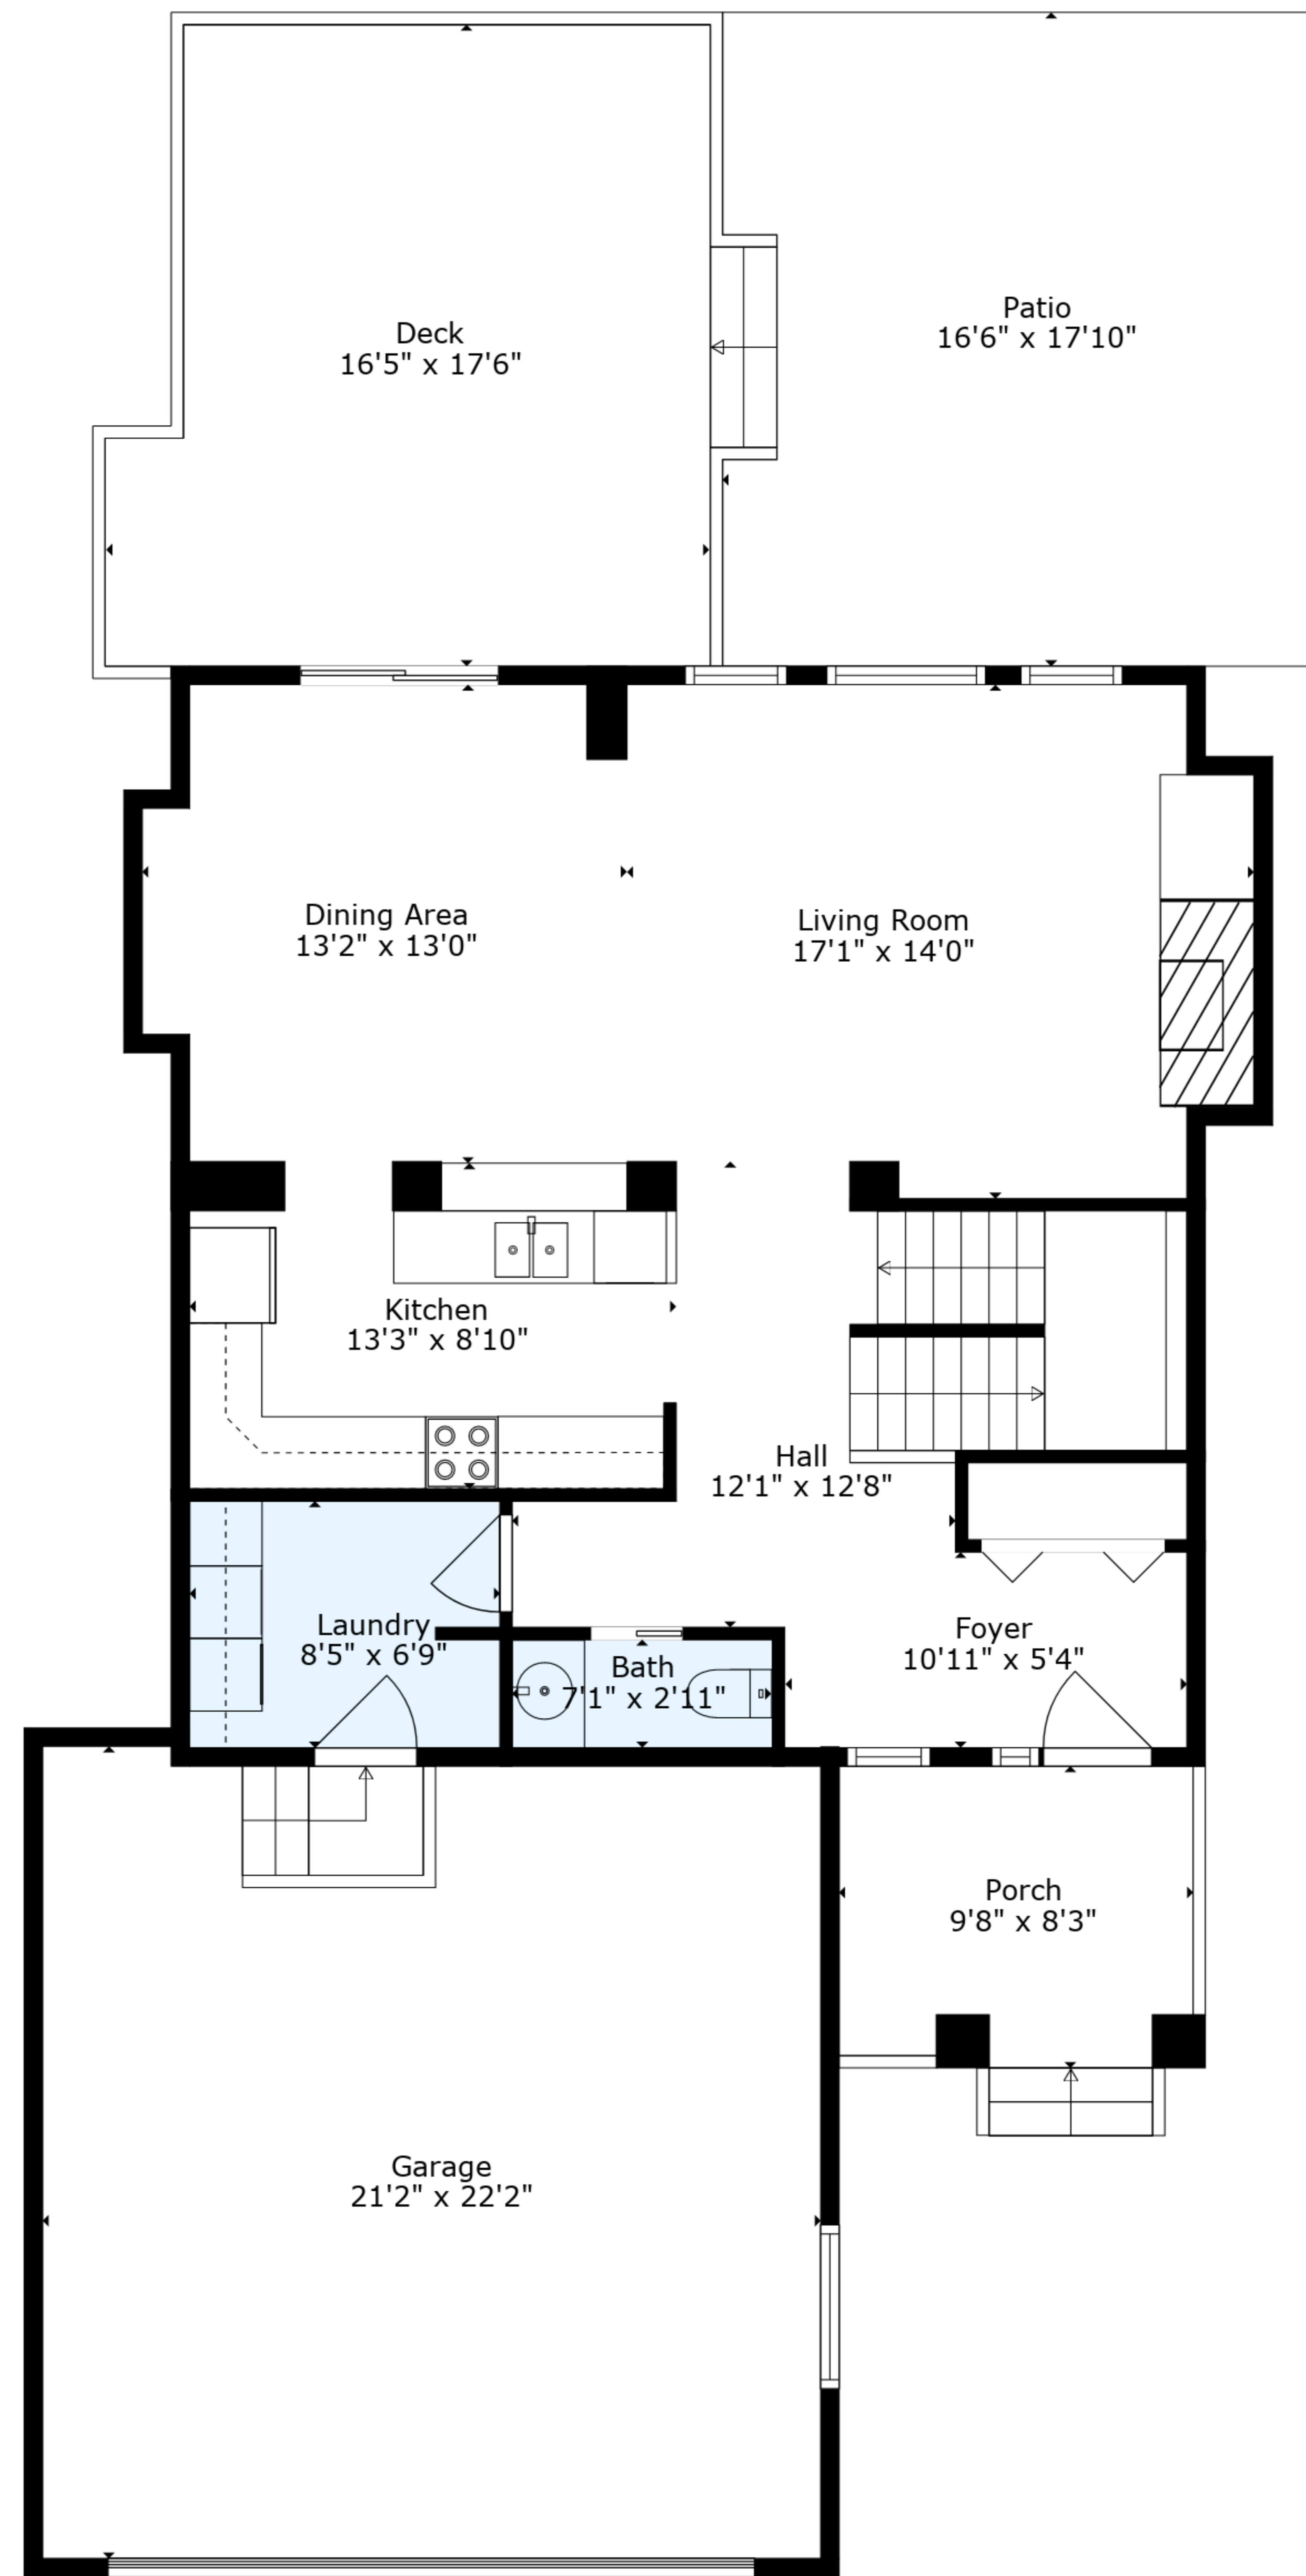 Deck
16'5" x 17'6"
Patio
16'6" x 17'10"
Dining Area
13'2" x 13'0"
Living Room
17'1" x 14'0"
Kitchen
13'3" x 8'10"
Hall
12'1" x 12'8"
Laundry
8'5" x 6'9"
Bath
7'1" x 2'11"
Foyer
10'11" x 5'4"
Porch
9'8" x 8'3"
Garage
21'2" x 22'2"